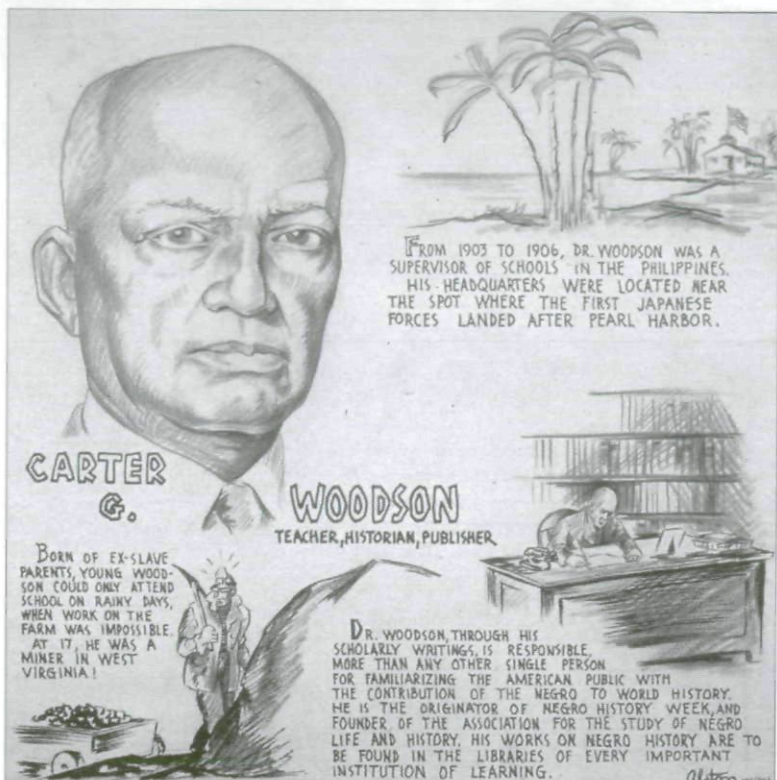 FROM 1903 TO 1906, DR. WOODSON WAS A
SUPERVISOR OF SCHOOLS IN THE PHILIPPINES.
HIS HEADQUARTERS WERE LOCATED NEAR
THE SPOT WHERE THE FIRST JAPANESE
FORCES LANDED AFTER PEARL HARBOR.
CARTER
G.
WOODSON
TEACHER, HISTORIAN, PUBLISHER
BORN OF EX-SLAVE
PARENTS, YOUNG WOOD-
SON COULD ONLY ATTEND
SCHOOL ON RAINY DAYS,
WHEN WORK ON THE
FARM WAS IMPOSSIBLE.
AT 17, HE WAS A
MINER IN WEST
VIRGINIA!
DR. WOODSON, THROUGH HIS
SCHOLARLY WRITINGS, IS RESPONSIBLE,
MORE THAN ANY OTHER SINGLE PERSON
FOR FAMILIARIZING THE AMERICAN PUBLIC WITH
THE CONTRIBUTION OF THE NEGRO TO WORLD HISTORY.
HE IS THE ORIGINATOR OF NEGRO HISTORY WEEK, AND
FOUNDER OF THE ASSOCIATION FOR THE STUDY OF NEGRO
LIFE AND HISTORY. HIS WORKS ON NEGRO HISTORY ARE TO
BE FOUND IN THE LIBRARIES OF EVERY IMPORTANT
INSTITUTION OF LEARNING.